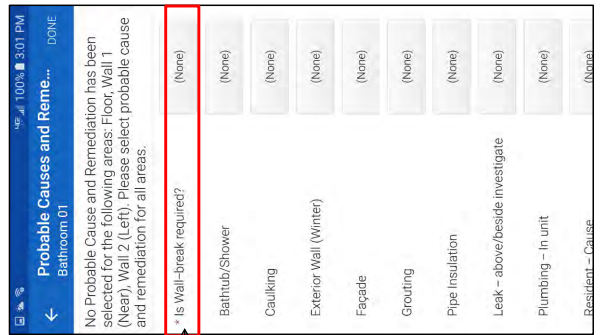 4GE 100% 3:01 PM
Probable Causes and Reme... DONE
Bathroom 01
No Probable Cause and Remediation has been
selected for the following areas: Floor, Wall 1
(Near), Wall 2 (Left). Please select probable cause
and remediation for all areas.
* Is Wall-break required? (None)
Bathtub/Shower (None)
Caulking (None)
Exterior Wall (Winter) (None)
Façade (None)
Grouting (None)
Pipe Insulation (None)
Leak – above/beside investigate (None)
Plumbing – In unit (None)
Resident – Cause (None)